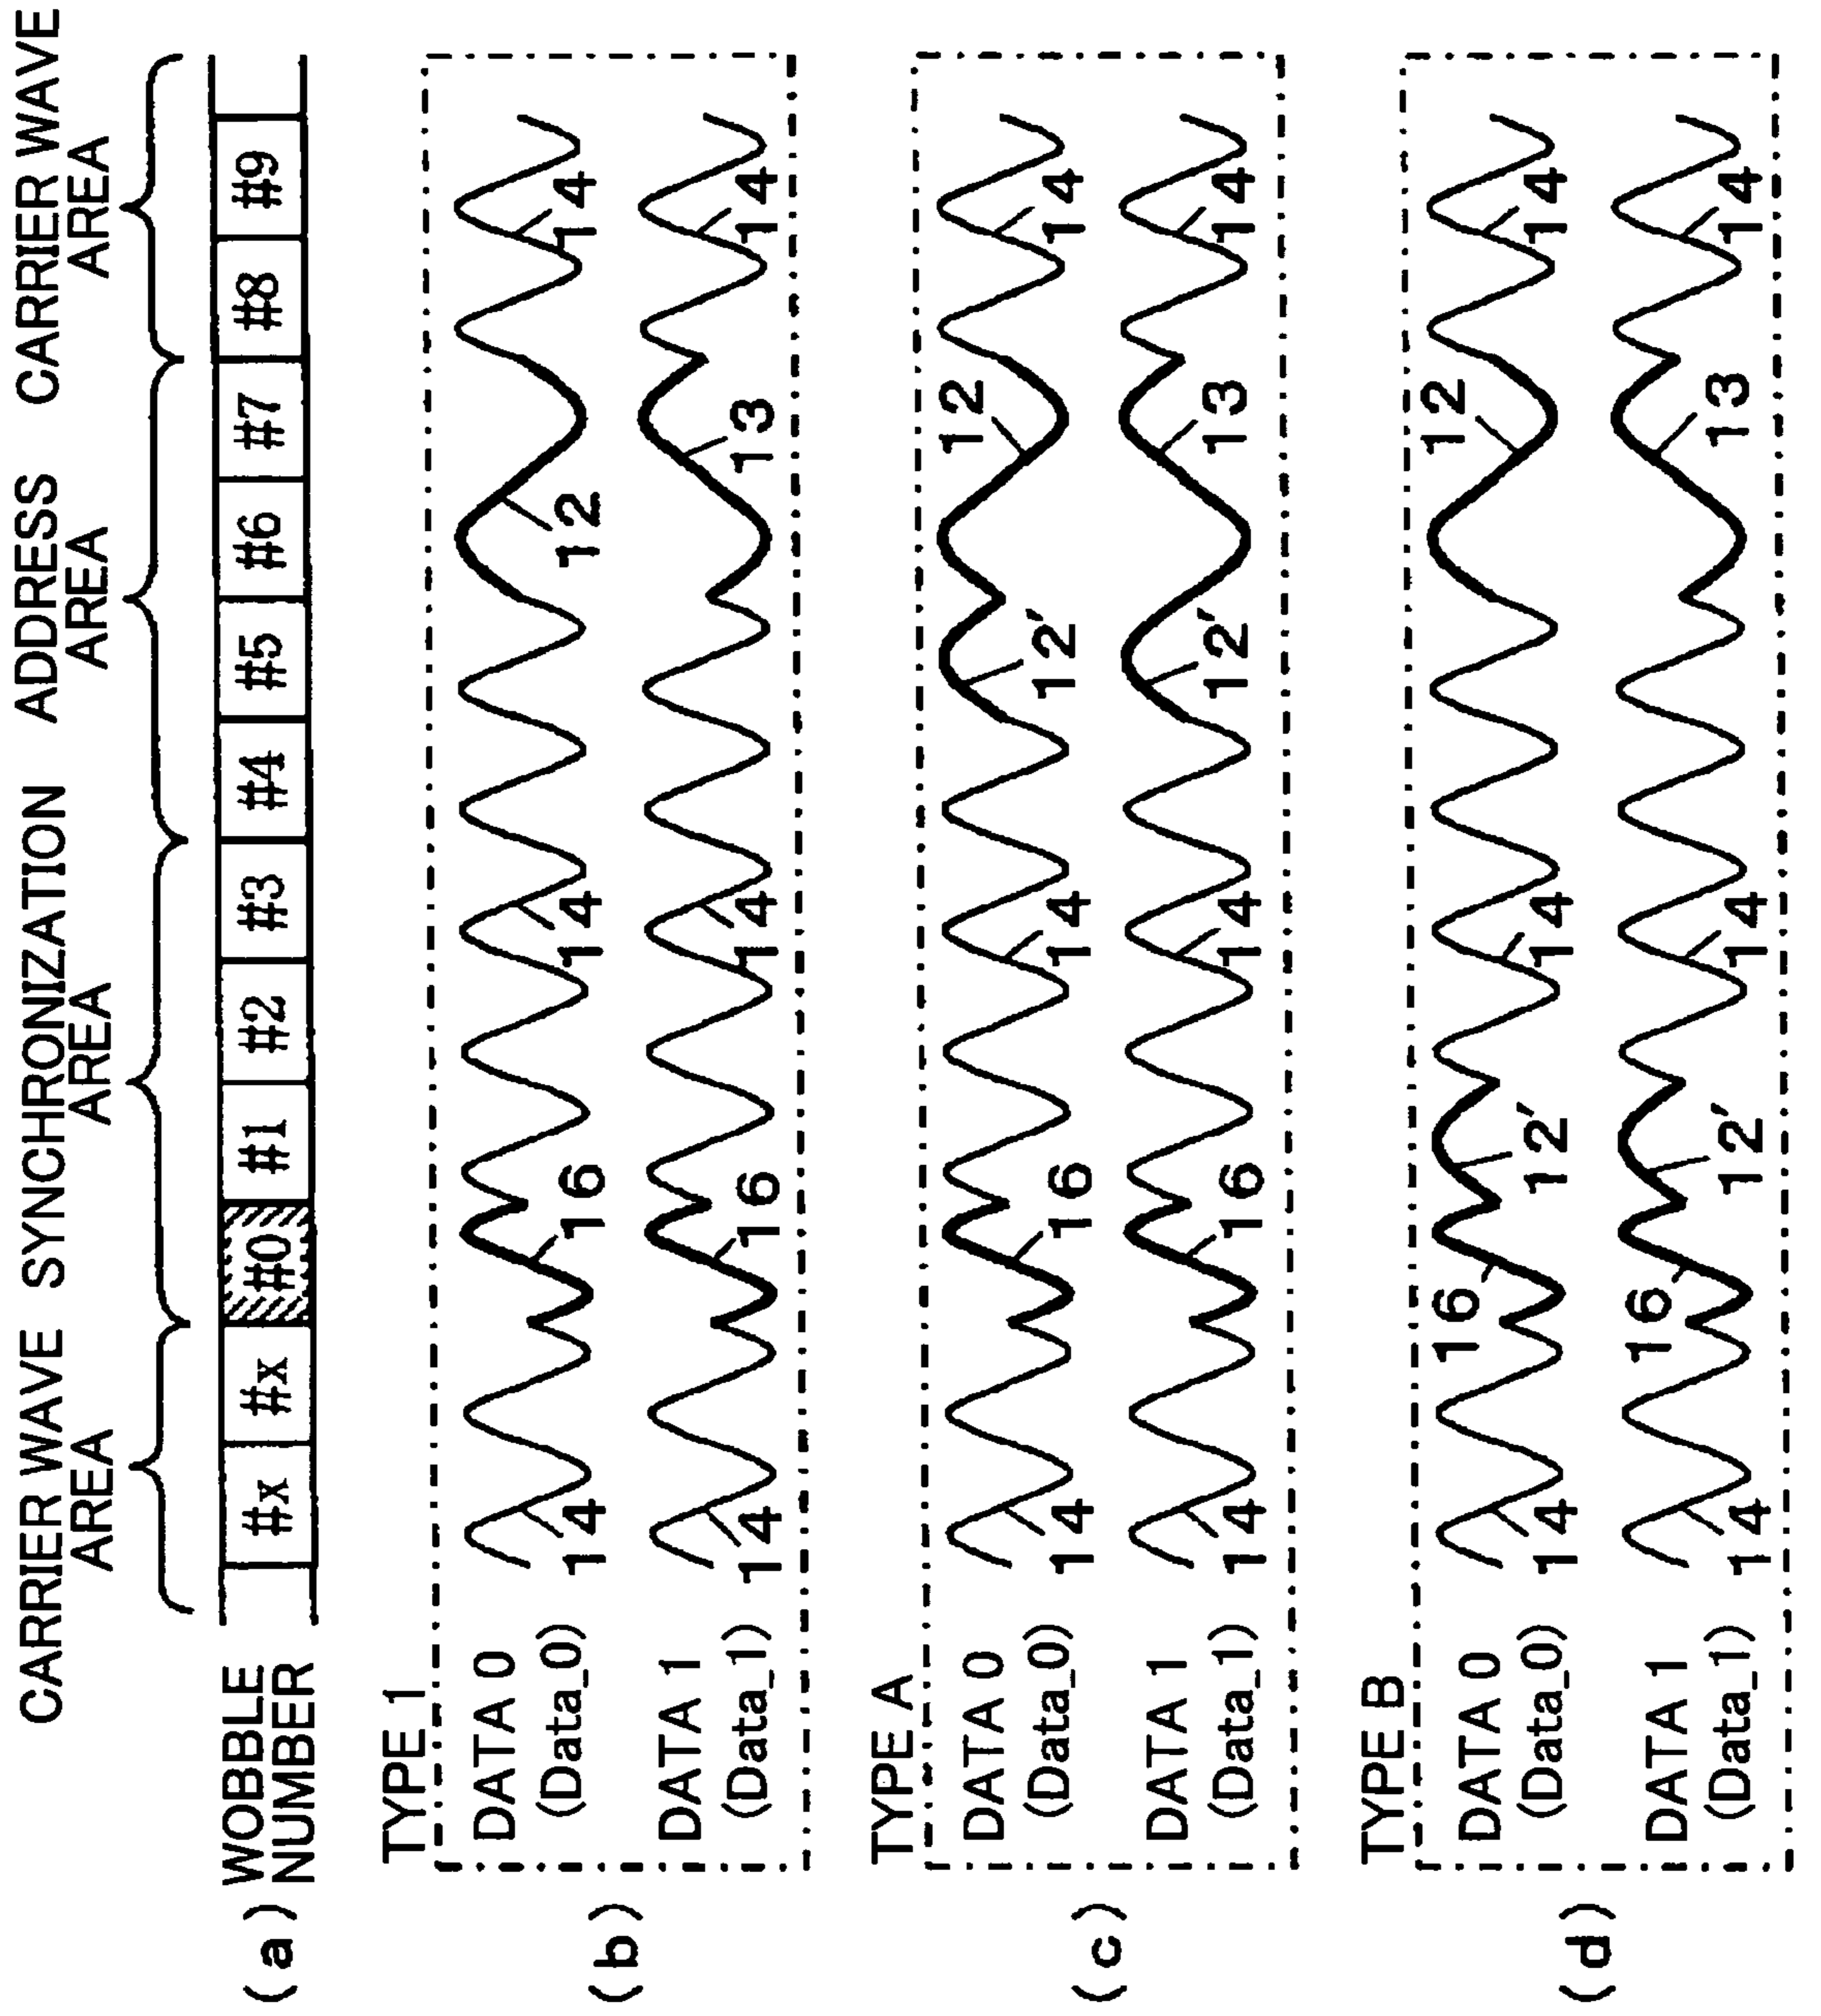 CARRIER WAVE AREA
SYNCHRONIZATION AREA
ADDRESS AREA
CARRIER WAVE AREA
(a)
WOBBLE NUMBER
#x #x #0 #1 #2 #3 #4 #5 #6 #7 #8 #9
(b)
TYPE 1
DATA 0
(Data_0)
14 16 14 12 14
DATA 1
(Data_1)
14 16 14 13 14
(c)
TYPE A
DATA 0
(Data_0)
14 16 14 12' 12 14
DATA 1
(Data_1)
14 16 14 12' 13 14
(d)
TYPE B
DATA 0
(Data_0)
14 16 12' 14 12 14
DATA 1
(Data_1)
14 16 12' 14 13 14